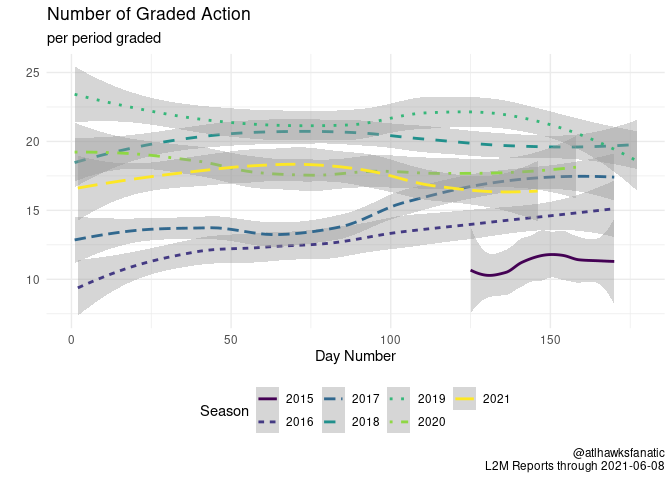 Number of Graded Action
per period graded
25
20
15
10
0
50
100
150
Day Number
Season
2015
2017
2019
2021
2016
2018
2020
@atlhawksfanatic
L2M Reports through 2021-06-08